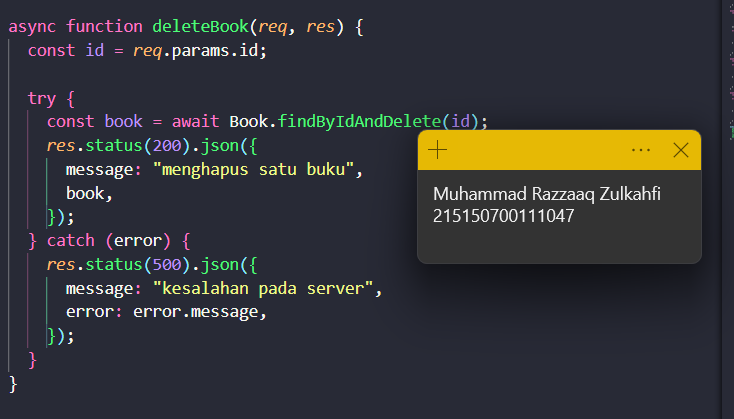 async function deleteBook(req, res) {
const id = req.params.id;
try {
const book = await Book.findByIdAndDelete(id);
res.status(200).json({
message: "menghapus satu buku",
book,
});
} catch (error) {
res.status(500).json({
message: "kesalahan pada server",
error: error.message,
});
}
}
Muhammad Razzaaq Zulkahfi
215150700111047